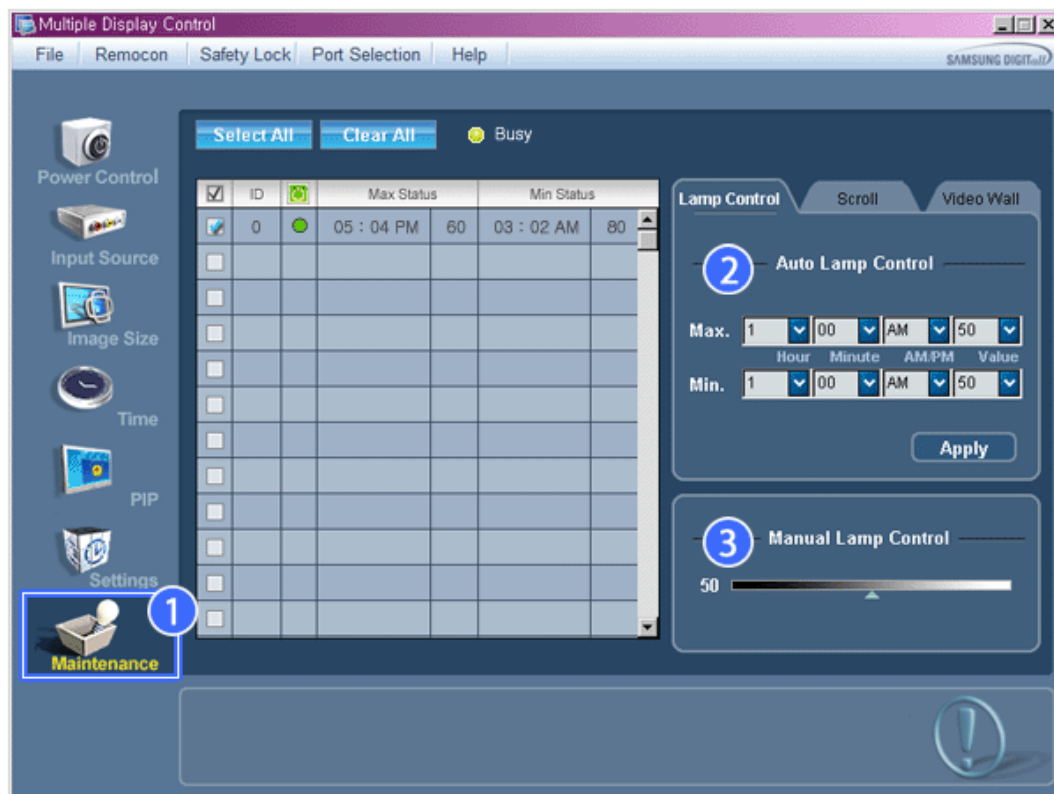 Multiple Display Control
File Remocon Safety Lock Port Selection Help
SAMSUNG DIGITall
Select All Clear All Busy
Power Control
Input Source
Image Size
Time
PIP
Settings
1
Maintenance
ID Max Status Min Status
0 05 : 04 PM 60 03 : 02 AM 80
Lamp Control Scroll Video Wall
2 Auto Lamp Control
Max. 1 00 AM 50
Hour Minute AM/PM Value
Min. 1 00 AM 50
Apply
3 Manual Lamp Control
50